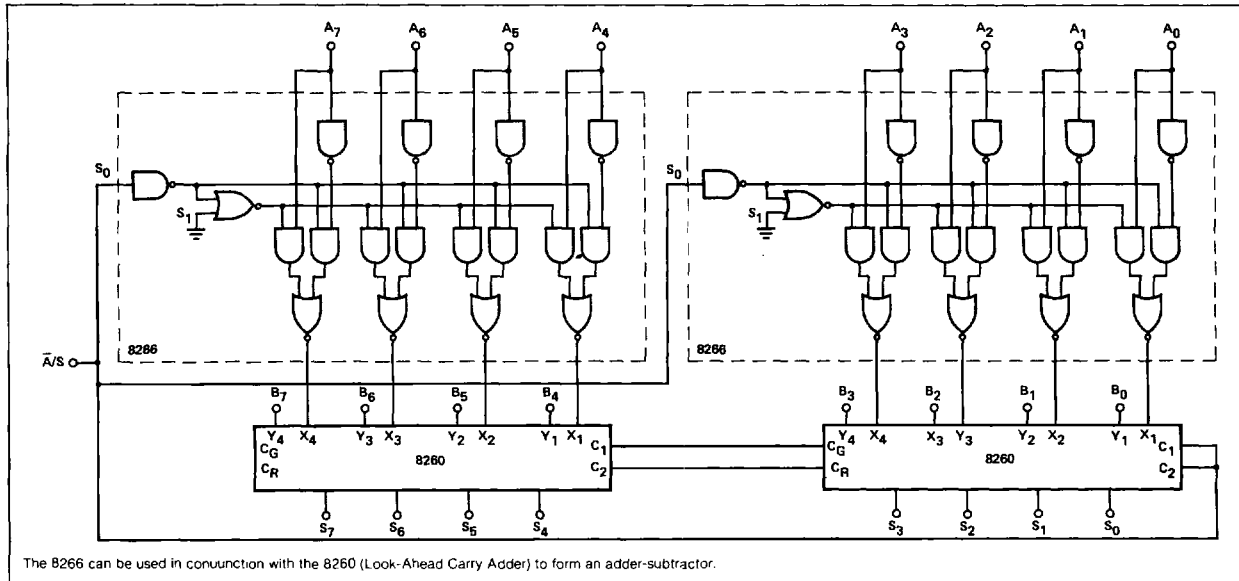 A7 A6 A5 A4 A3 A2 A1 A0
S0 S0
S1 S1
8266 8266
A̅/S
B7 B6 B5 B4 B3 B2 B1 B0
Y4 X4 Y3 X3 Y2 X2 Y1 X1 Y4 X4 X3 Y3 Y2 X2 Y1 X1
CG C1 CG C1
8260 8260
CR C2 CR C2
S7 S6 S5 S4 S3 S2 S1 S0
The 8266 can be used in conuunction with the 8260 (Look-Ahead Carry Adder) to form an adder-subtractor.